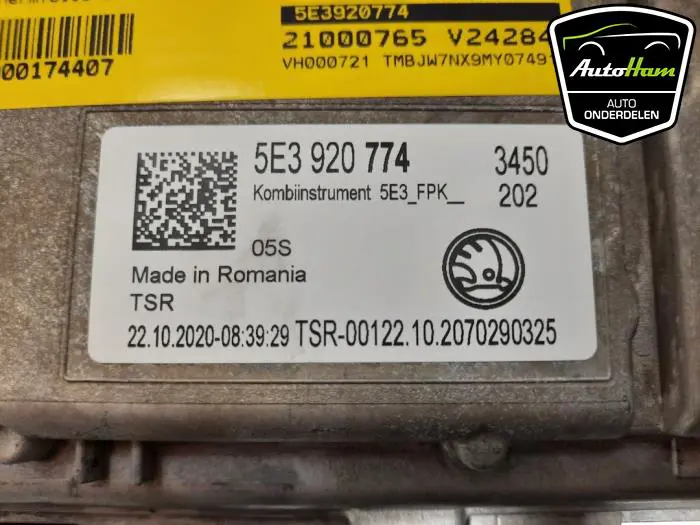 5E3920774
21000765 V24284
00174407
VH000721 TMBJW7NX9MY0749
AutoHam
AUTO
ONDERDELEN
5E3 920 774 3450
Kombiinstrument 5E3_FPK__ 202
05S
Made in Romania
TSR
22.10.2020-08:39:29 TSR-00122.10.2070290325